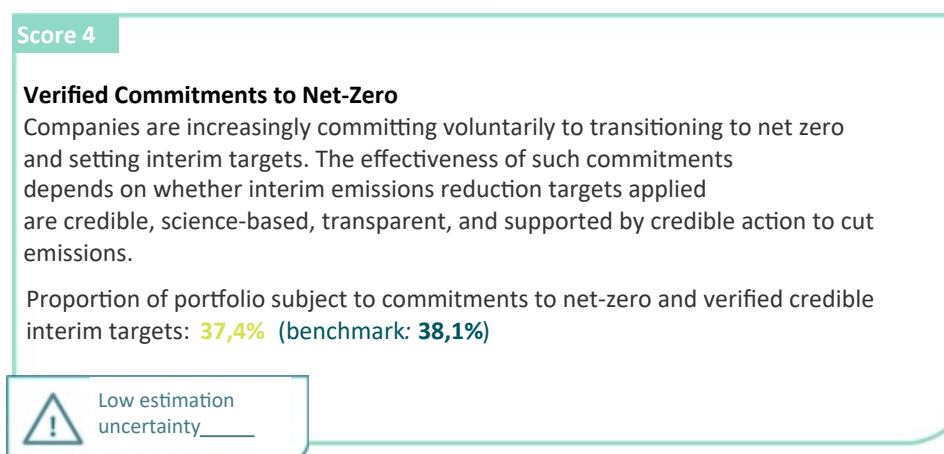 Score 4
Verified Commitments to Net-Zero
Companies are increasingly committing voluntarily to transitioning to net zero
and setting interim targets. The effectiveness of such commitments
depends on whether interim emissions reduction targets applied
are credible, science-based, transparent, and supported by credible action to cut
emissions.
Proportion of portfolio subject to commitments to net-zero and verified credible
interim targets: 37,4% (benchmark: 38,1%)
Low estimation
uncertainty_____